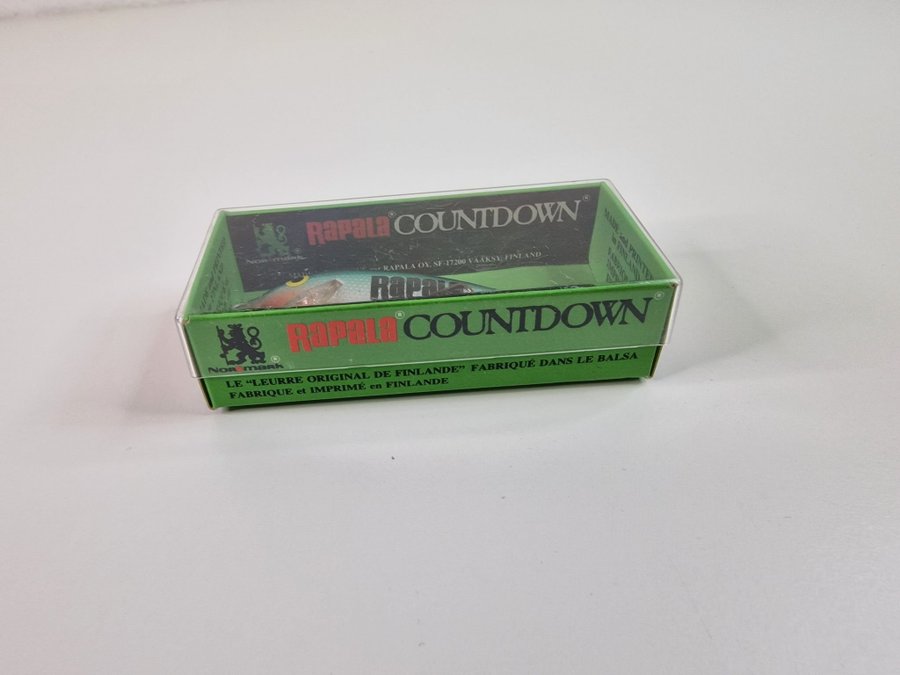 RAPALA® COUNTDOWN®
Normark
RAPALA OY, SF-17200 VÄÄKSY, FINLAND
RAPALA
RAPALA® COUNTDOWN®
Normark®
LE "LEURRE ORIGINAL DE FINLANDE" FABRIQUÉ DANS LE BALSA
FABRIQUE et IMPRIMÉ en FINLANDE